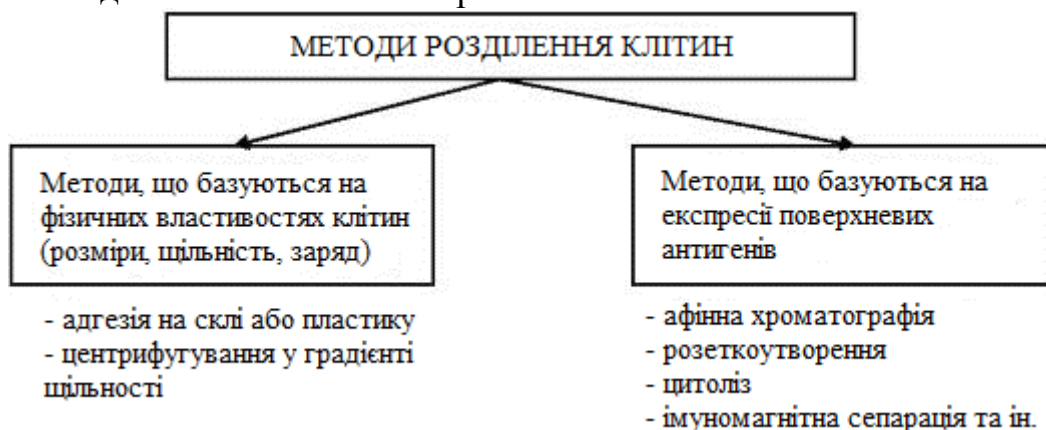 МЕТОДИ РОЗДІЛЕННЯ КЛІТИН
Методи, що базуються на
фізичних властивостях клітин
(розміри, щільність, заряд)
- адгезія на склі або пластику
- центрифугування у градієнті
щільності
Методи, що базуються на
експресії поверхневих
антигенів
- афінна хроматографія
- розеткоутворення
- цитоліз
- імуномагнітна сепарація та ін.